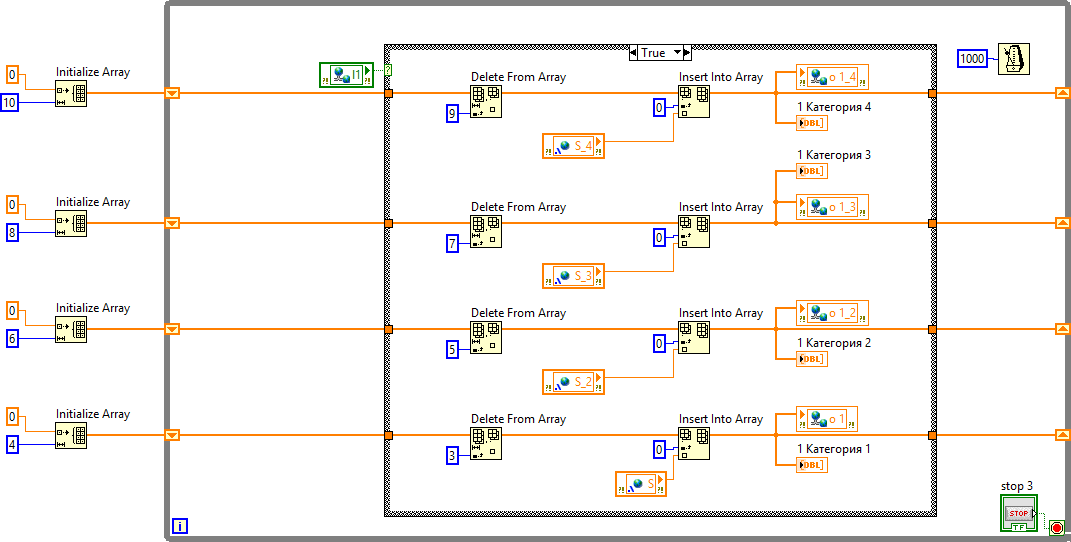 True
1000
0
Initialize Array
10
I1
?
Delete From Array
9
Insert Into Array
0
S_4
o 1_4
1 Категория 4
DBL
0
Initialize Array
8
Delete From Array
7
Insert Into Array
0
S_3
1 Категория 3
DBL
o 1_3
0
Initialize Array
6
Delete From Array
5
Insert Into Array
0
S_2
o 1_2
1 Категория 2
DBL
0
Initialize Array
4
Delete From Array
3
Insert Into Array
0
S
o 1
1 Категория 1
DBL
i
stop 3
STOP
TF